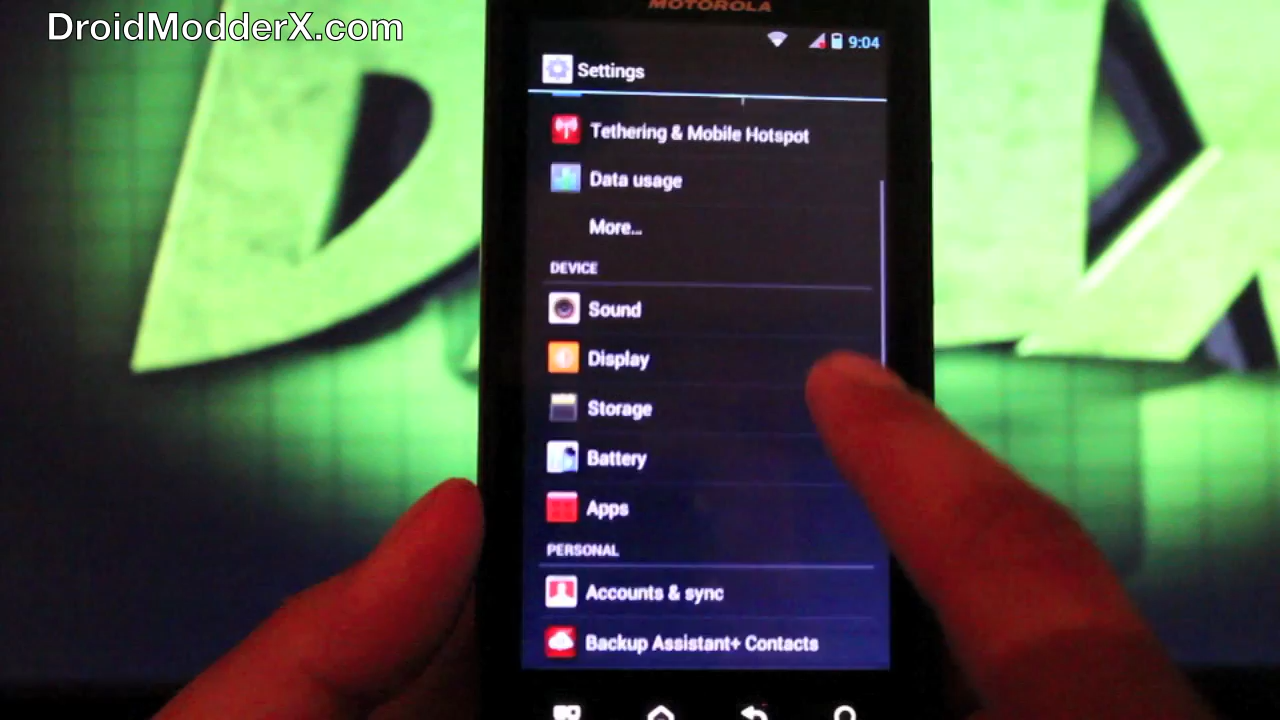 DroidModderX.com
MOTOROLA
9:04
Settings
Tethering & Mobile Hotspot
Data usage
More...
DEVICE
Sound
Display
Storage
Battery
Apps
PERSONAL
Accounts & sync
Backup Assistant+ Contacts